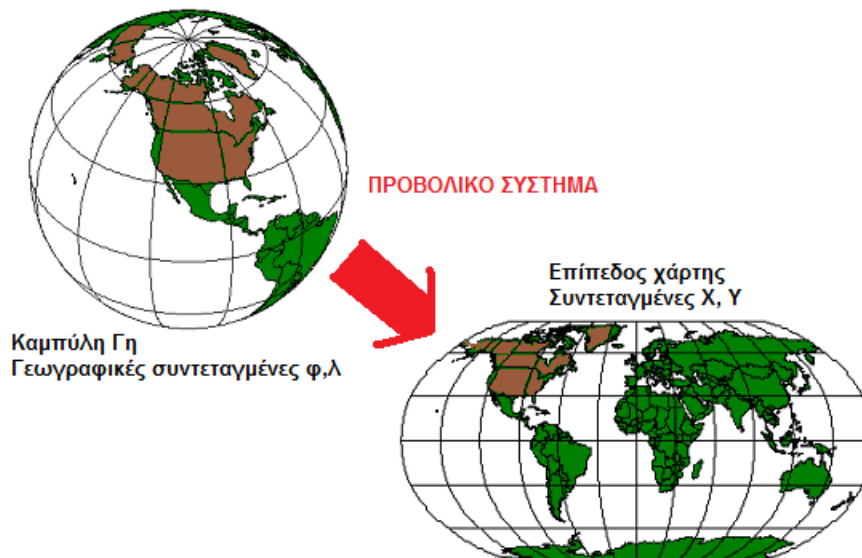 ΠΡΟΒΟΛΙΚΟ ΣΥΣΤΗΜΑ
Επίπεδος χάρτης
Συντεταγμένες Χ, Υ
Καμπύλη Γη
Γεωγραφικές συντεταγμένες φ,λ